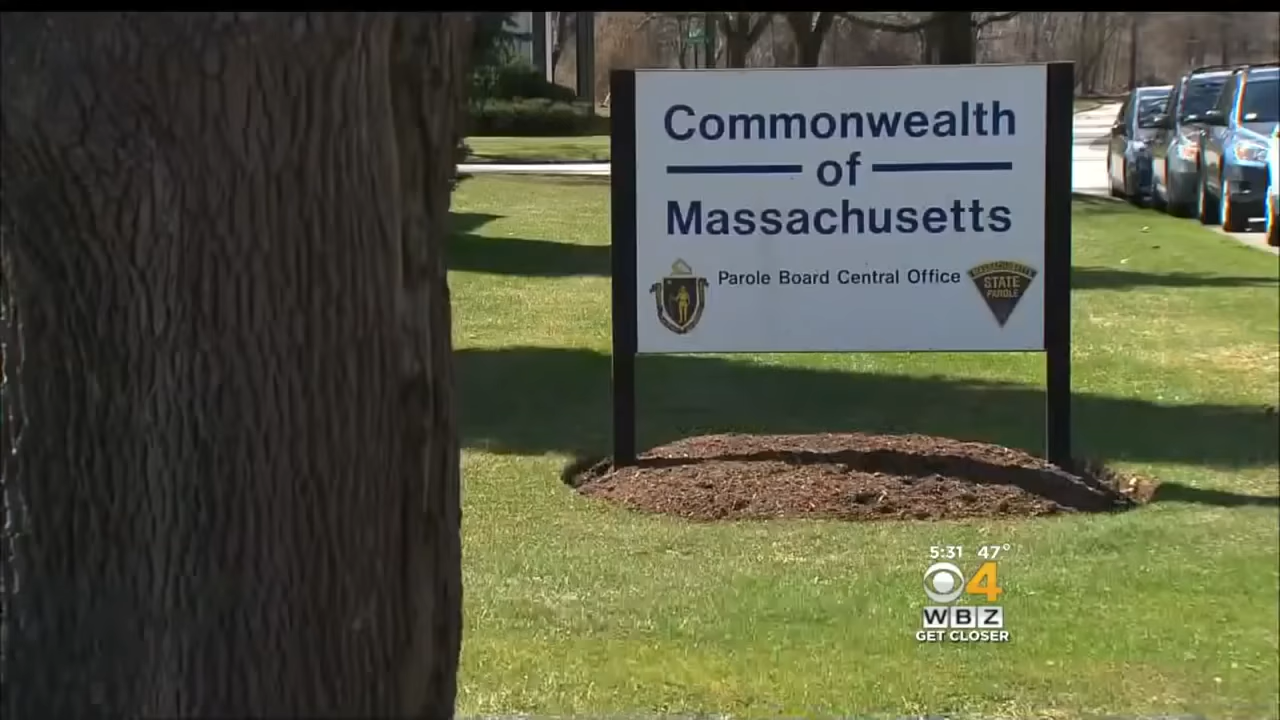 Commonwealth
of
Massachusetts
Parole Board Central Office
STATE
PAROLE
5:31 47°
4
WBZ
GET CLOSER